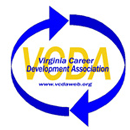 Virginia Career
VCDA
Development Association
www.vcdaweb.org